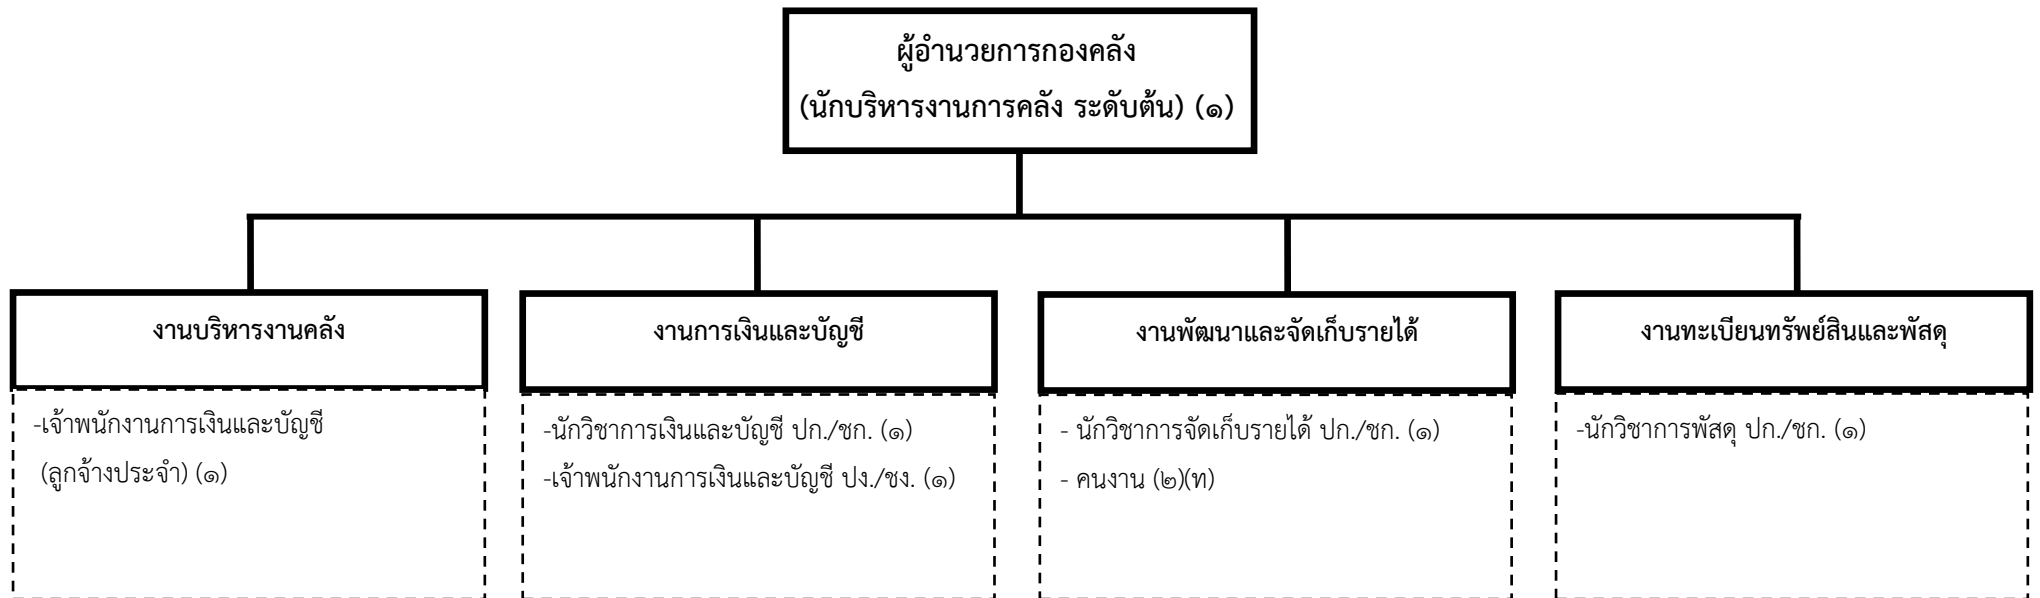 ผู้อำนวยการกองคลัง
(นักบริหารงานการคลัง ระดับต้น) (๑)
งานบริหารงานคลัง
-เจ้าพนักงานการเงินและบัญชี
(ลูกจ้างประจำ) (๑)
งานการเงินและบัญชี
-นักวิชาการเงินและบัญชี ปก./ชก. (๑)
-เจ้าพนักงานการเงินและบัญชี ปง./ชง. (๑)
งานพัฒนาและจัดเก็บรายได้
- นักวิชาการจัดเก็บรายได้ ปก./ชก. (๑)
- คนงาน (๒)(ท)
งานทะเบียนทรัพย์สินและพัสดุ
-นักวิชาการพัสดุ ปก./ชก. (๑)